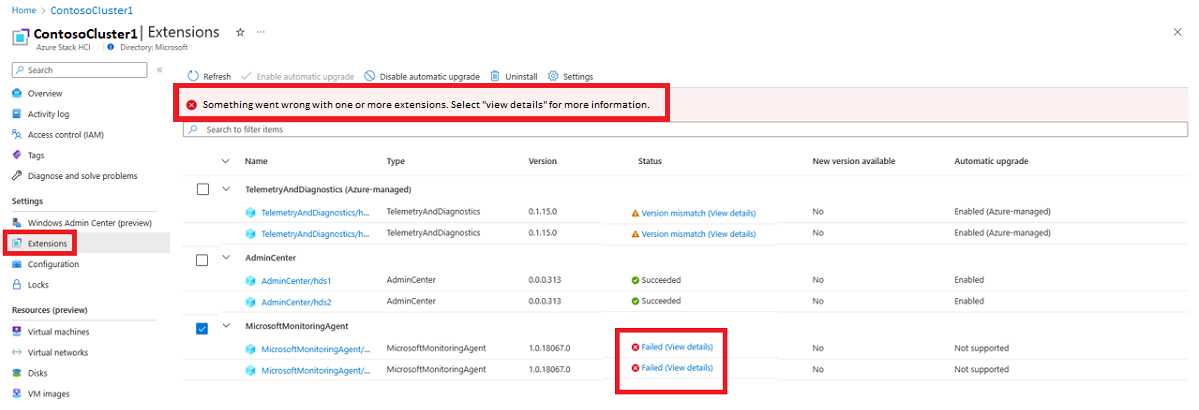 Home > ContosoCluster1
ContosoCluster1 | Extensions ☆ ...
Azure Stack HCI Directory: Microsoft
Search «
Overview
Activity log
Access control (IAM)
Tags
Diagnose and solve problems
Settings
Windows Admin Center (preview)
Extensions
Configuration
Locks
Resources (preview)
Virtual machines
Virtual networks
Disks
VM images
Refresh Enable automatic upgrade Disable automatic upgrade Uninstall Settings
Something went wrong with one or more extensions. Select "view details" for more information.
Search to filter items
Name Type Version Status New version available Automatic upgrade
TelemetryAndDiagnostics (Azure-managed)
TelemetryAndDiagnostics/h... TelemetryAndDiagnostics 0.1.15.0 Version mismatch (View details) No Enabled (Azure-managed)
TelemetryAndDiagnostics/h... TelemetryAndDiagnostics 0.1.15.0 Version mismatch (View details) No Enabled (Azure-managed)
AdminCenter
AdminCenter/hds1 AdminCenter 0.0.0.313 Succeeded No Enabled
AdminCenter/hds2 AdminCenter 0.0.0.313 Succeeded No Enabled
MicrosoftMonitoringAgent
MicrosoftMonitoringAgent/... MicrosoftMonitoringAgent 1.0.18067.0 Failed (View details) No Not supported
MicrosoftMonitoringAgent/... MicrosoftMonitoringAgent 1.0.18067.0 Failed (View details) No Not supported